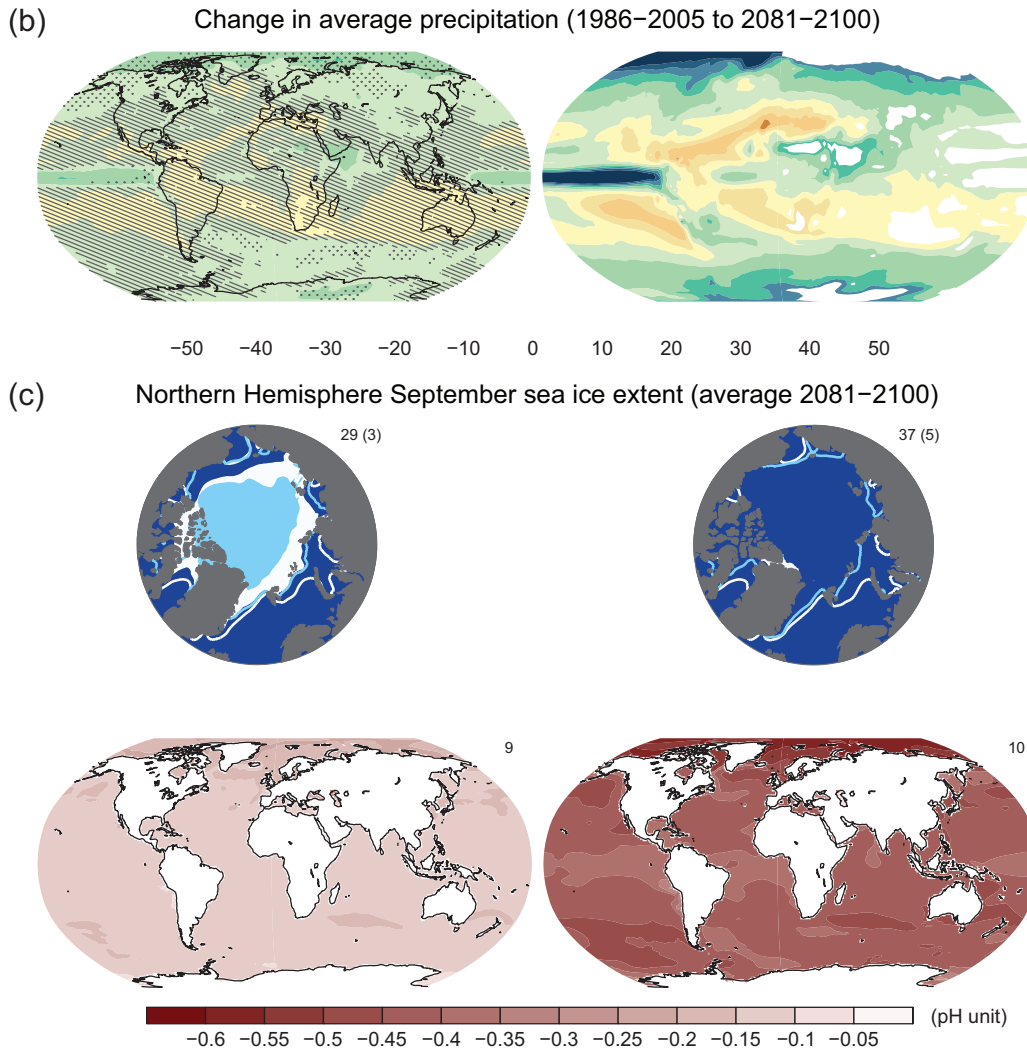 (b) Change in average precipitation (1986−2005 to 2081−2100)
−50 −40 −30 −20 −10 0 10 20 30 40 50
(c) Northern Hemisphere September sea ice extent (average 2081−2100)
29 (3) 37 (5)
9 10
(pH unit)
−0.6 −0.55 −0.5 −0.45 −0.4 −0.35 −0.3 −0.25 −0.2 −0.15 −0.1 −0.05